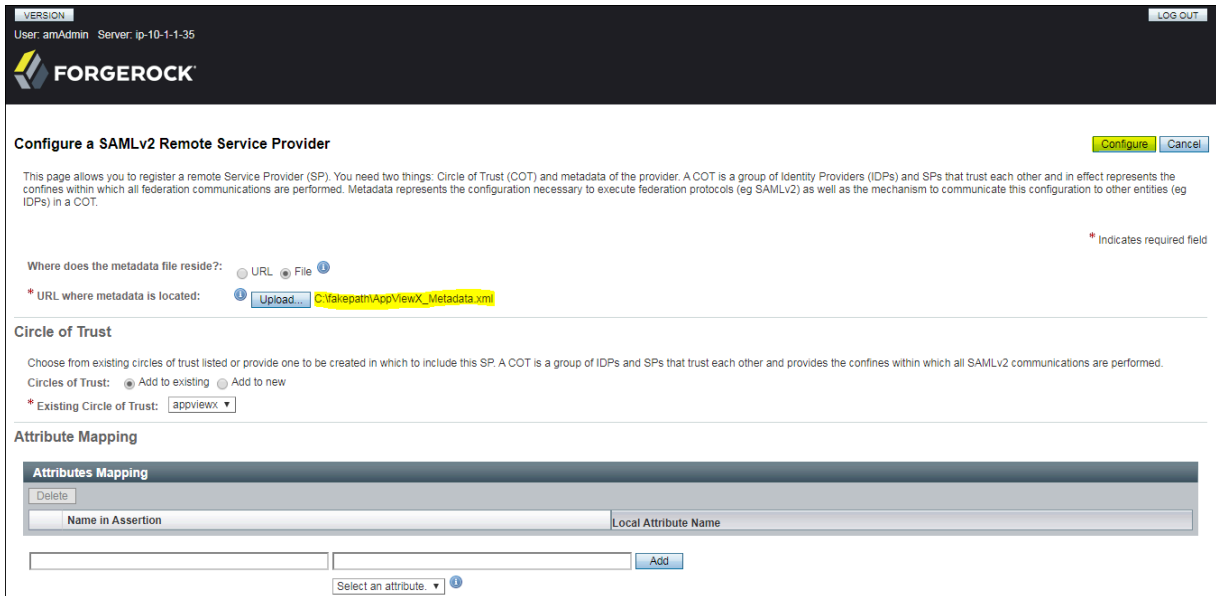 VERSION
LOG OUT
User: amAdmin Server: ip-10-1-1-35
FORGEROCK
Configure a SAMLv2 Remote Service Provider
Configure Cancel
This page allows you to register a remote Service Provider (SP). You need two things: Circle of Trust (COT) and metadata of the provider. A COT is a group of Identity Providers (IDPs) and SPs that trust each other and in effect represents the
confines within which all federation communications are performed. Metadata represents the configuration necessary to execute federation protocols (eg SAMLv2) as well as the mechanism to communicate this configuration to other entities (eg
IDPs) in a COT.
* Indicates required field
Where does the metadata file reside?: URL File
* URL where metadata is located: Upload... C:\fakepath\AppViewX_Metadata.xml
Circle of Trust
Choose from existing circles of trust listed or provide one to be created in which to include this SP. A COT is a group of IDPs and SPs that trust each other and provides the confines within which all SAMLv2 communications are performed.
Circles of Trust: Add to existing Add to new
* Existing Circle of Trust: appviewx
Attribute Mapping
Attributes Mapping
Delete
Name in Assertion Local Attribute Name
Add
Select an attribute.